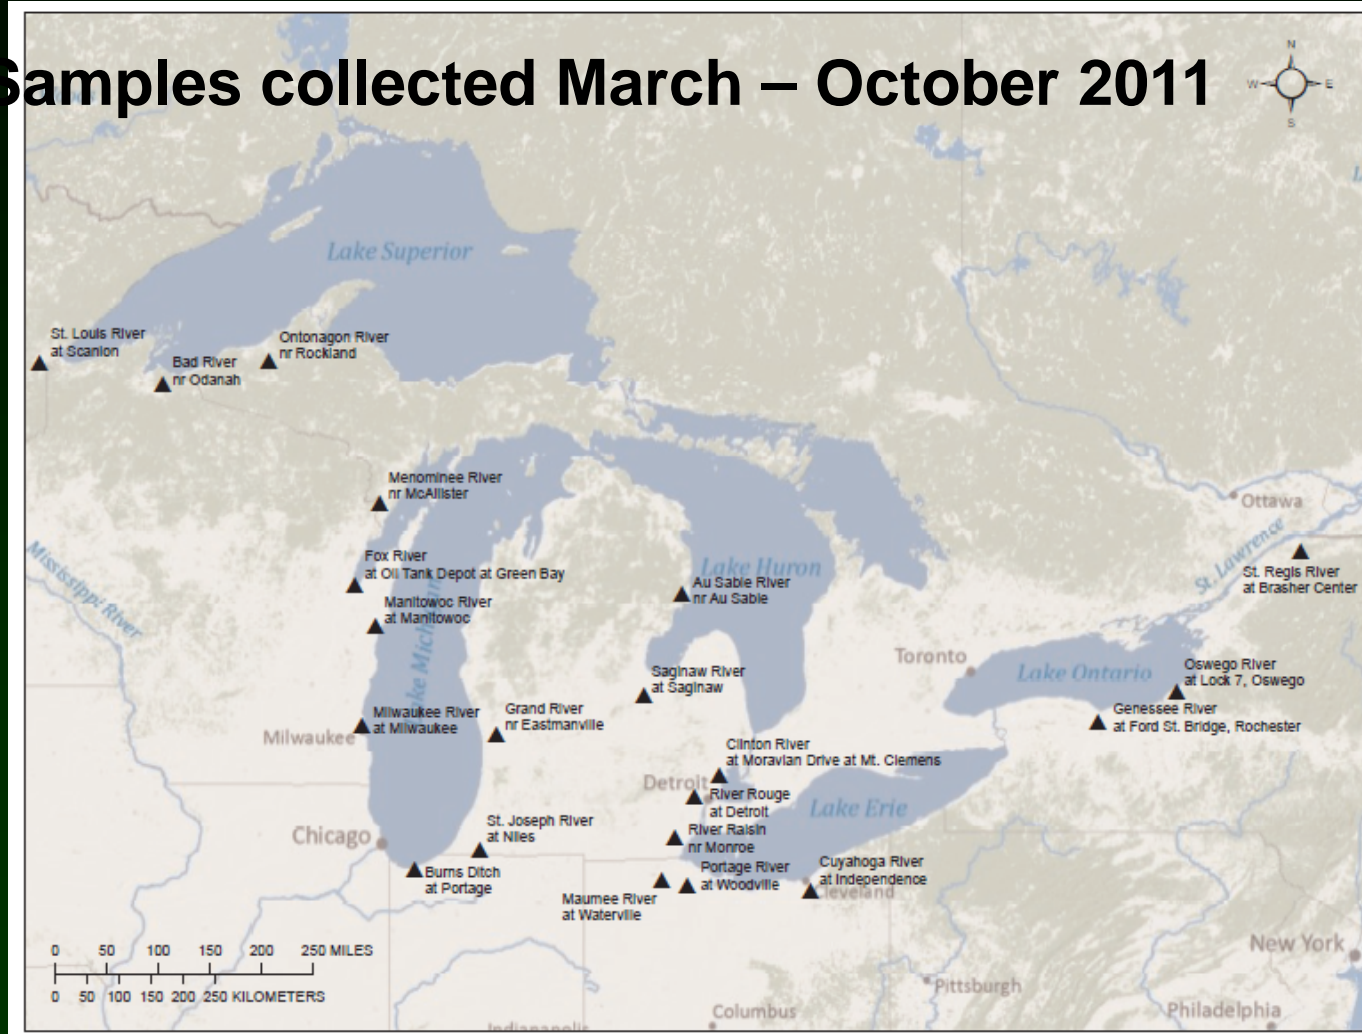 Samples collected March – October 2011
N
W E
S
Lake Superior
St. Louis River
at Scanlon
Bad River
nr Odanah
Ontonagon River
nr Rockland
Menominee River
nr McAllister
Ottawa
St. Lawrence
St. Regis River
at Brasher Center
Mississippi River
Fox River
at Oil Tank Depot at Green Bay
Lake Huron
Au Sable River
nr Au Sable
Manitowoc River
at Manitowoc
Lake Michigan
Toronto
Lake Ontario
Oswego River
at Lock 7, Oswego
Saginaw River
at Saginaw
Genessee River
at Ford St. Bridge, Rochester
Milwaukee
Milwaukee River
at Milwaukee
Grand River
nr Eastmanville
Clinton River
at Moravian Drive at Mt. Clemens
Detroit
River Rouge
at Detroit
Lake Erie
Chicago
St. Joseph River
at Niles
River Raisin
nr Monroe
Burns Ditch
at Portage
Portage River
at Woodville
Cuyahoga River
at Independence
Cleveland
Maumee River
at Waterville
0 50 100 150 200 250 MILES
0 50 100 150 200 250 KILOMETERS
New York
Pittsburgh
Columbus
Philadelphia
Indianapolis